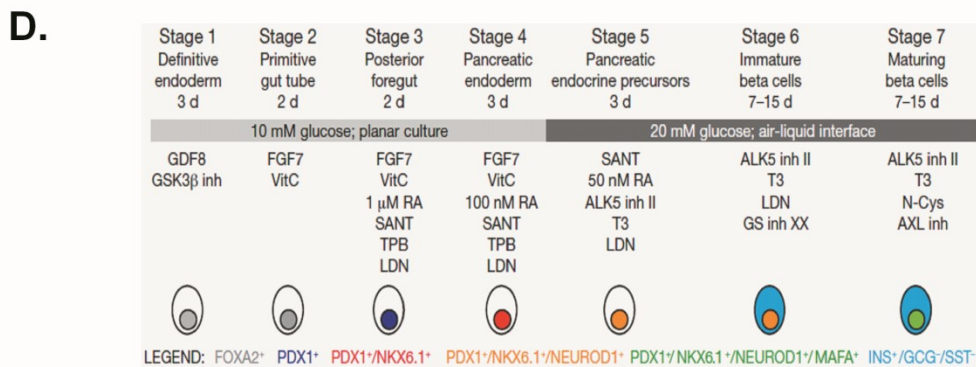 D.
Stage 1 Stage 2 Stage 3 Stage 4 Stage 5 Stage 6 Stage 7
Definitive Primitive Posterior Pancreatic Pancreatic Immature Maturing
endoderm gut tube foregut endoderm endocrine precursors beta cells beta cells
3 d 2 d 2 d 3 d 3 d 7–15 d 7–15 d
10 mM glucose; planar culture 20 mM glucose; air-liquid interface
GDF8 FGF7 FGF7 FGF7 SANT ALK5 inh II ALK5 inh II
GSK3β inh VitC VitC VitC 50 nM RA T3 T3
1 μM RA 100 nM RA ALK5 inh II LDN N-Cys
SANT SANT T3 GS inh XX AXL inh
TPB TPB LDN
LDN LDN
LEGEND: FOXA2⁺ PDX1⁺ PDX1⁺/NKX6.1⁺ PDX1⁺/NKX6.1⁺/NEUROD1⁺ PDX1⁺/NKX6.1⁺/NEUROD1⁺/MAFA⁺ INS⁺/GCG⁻/SST⁻